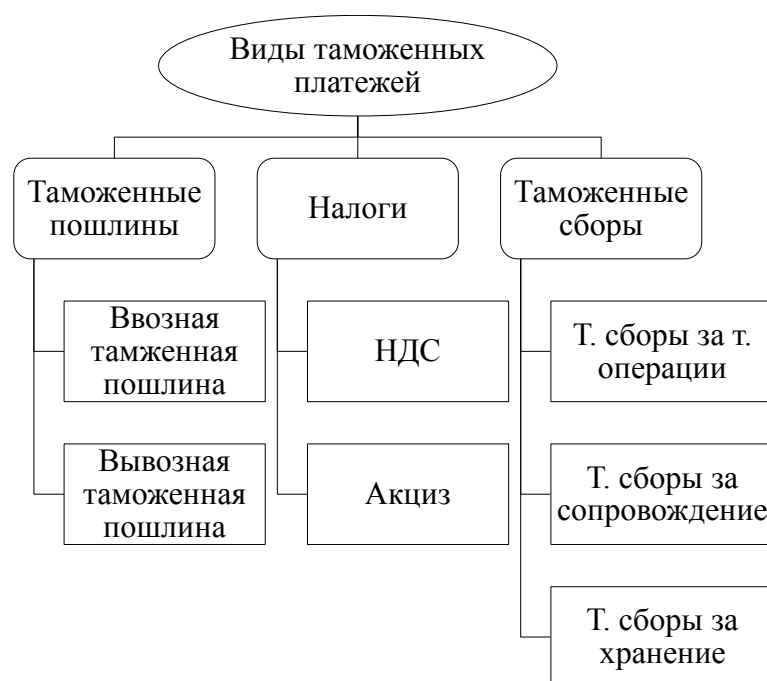 Виды таможенных
платежей
Таможенные
пошлины
Ввозная
тамженная
пошлина
Вывозная
таможенная
пошлина
Налоги
НДС
Акциз
Таможенные
сборы
Т. сборы за т.
операции
Т. сборы за
сопровождение
Т. сборы за
хранение